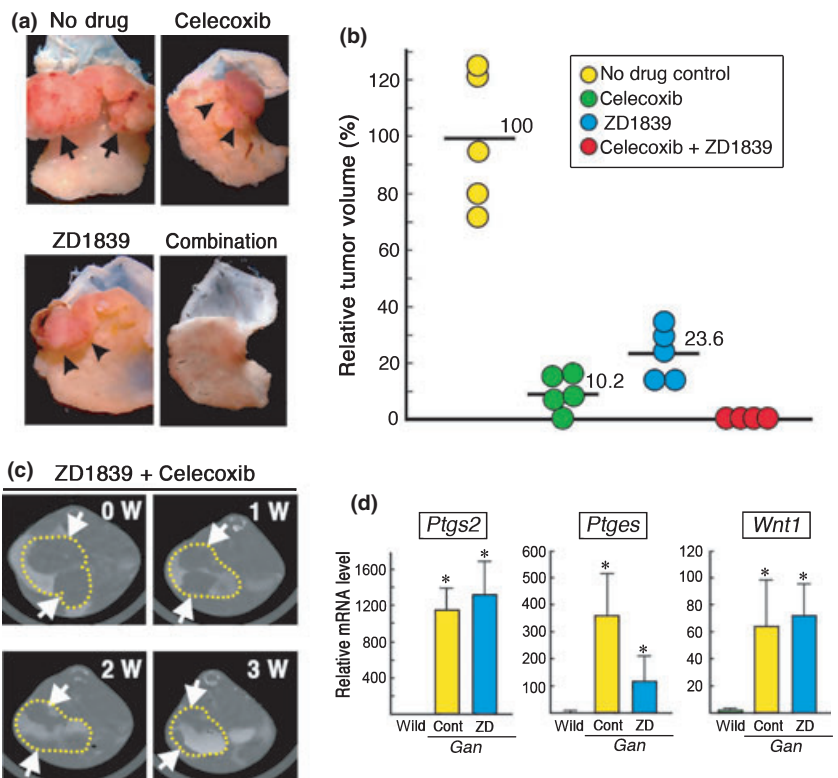 (a)
No drug
Celecoxib
ZD1839
Combination
(b)
Relative tumor volume (%)
120
100
80
60
40
20
0
100
10.2
23.6
No drug control
Celecoxib
ZD1839
Celecoxib + ZD1839
(c)
ZD1839 + Celecoxib
0 W
1 W
2 W
3 W
(d)
Relative mRNA level
Ptgs2
1600
1200
800
400
*
*
Wild
Cont
ZD
Gan
Ptges
600
500
400
300
200
100
*
*
Wild
Cont
ZD
Gan
Wnt1
120
100
80
60
40
20
*
*
Wild
Cont
ZD
Gan